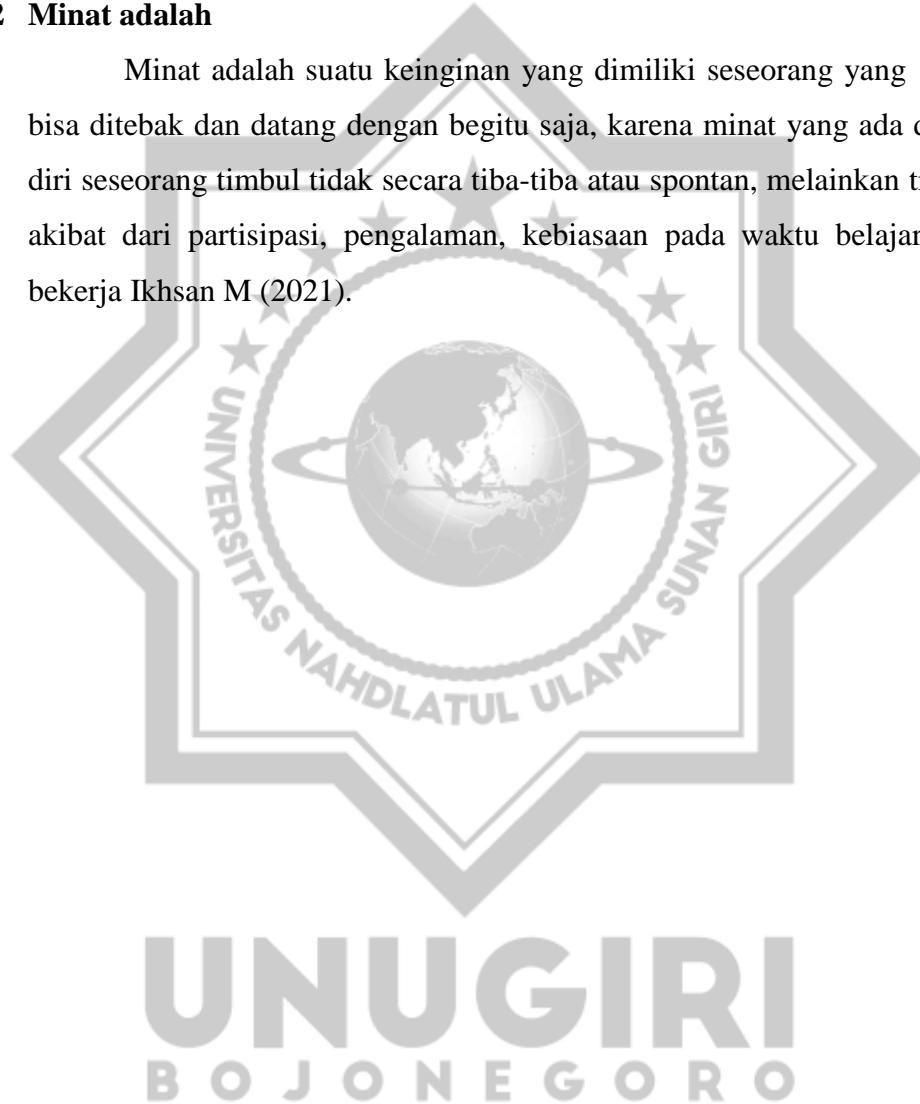 2 Minat adalah
Minat adalah suatu keinginan yang dimiliki seseorang yang
bisa ditebak dan datang dengan begitu saja, karena minat yang ada
diri seseorang timbul tidak secara tiba-tiba atau spontan, melainkan
akibat dari partisipasi, pengalaman, kebiasaan pada waktu belajar
bekerja Ikhsan M (2021).
UNIVERSITAS NAHDLATUL ULAMA SUNAN GIRI
UNUGIRI
BOJONEGORO